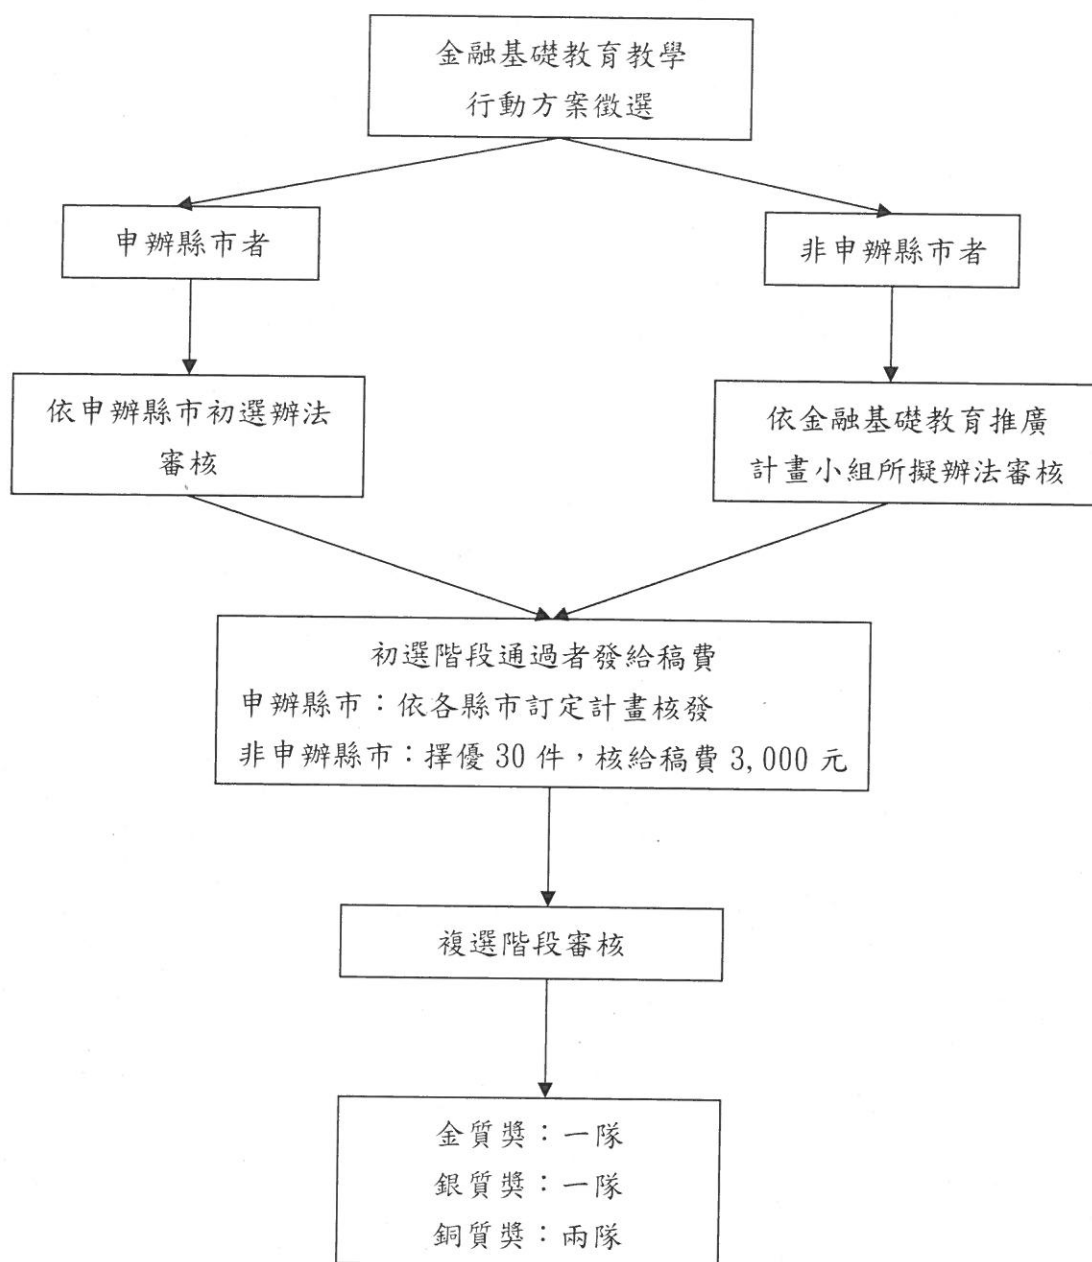 金融基礎教育教學
行動方案徵選
申辦縣市者
非申辦縣市者
依申辦縣市初選辦法
審核
依金融基礎教育推廣
計畫小組所擬辦法審核
初選階段通過者發給稿費
申辦縣市：依各縣市訂定計畫核發
非申辦縣市：擇優 30 件，核給稿費 3,000 元
複選階段審核
金質獎：一隊
銀質獎：一隊
銅質獎：兩隊